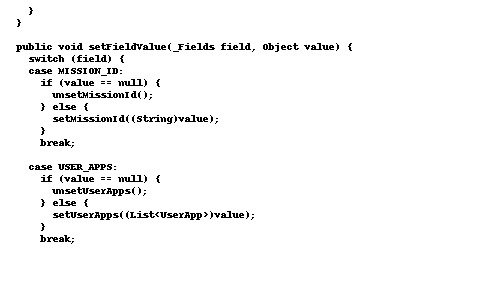 }
  }

  public void setFieldValue(_Fields field, Object value) {
    switch (field) {
    case MISSION_ID:
      if (value == null) {
        unsetMissionId();
      } else {
        setMissionId((String)value);
      }
      break;

    case USER_APPS:
      if (value == null) {
        unsetUserApps();
      } else {
        setUserApps((List<UserApp>)value);
      }
      break;